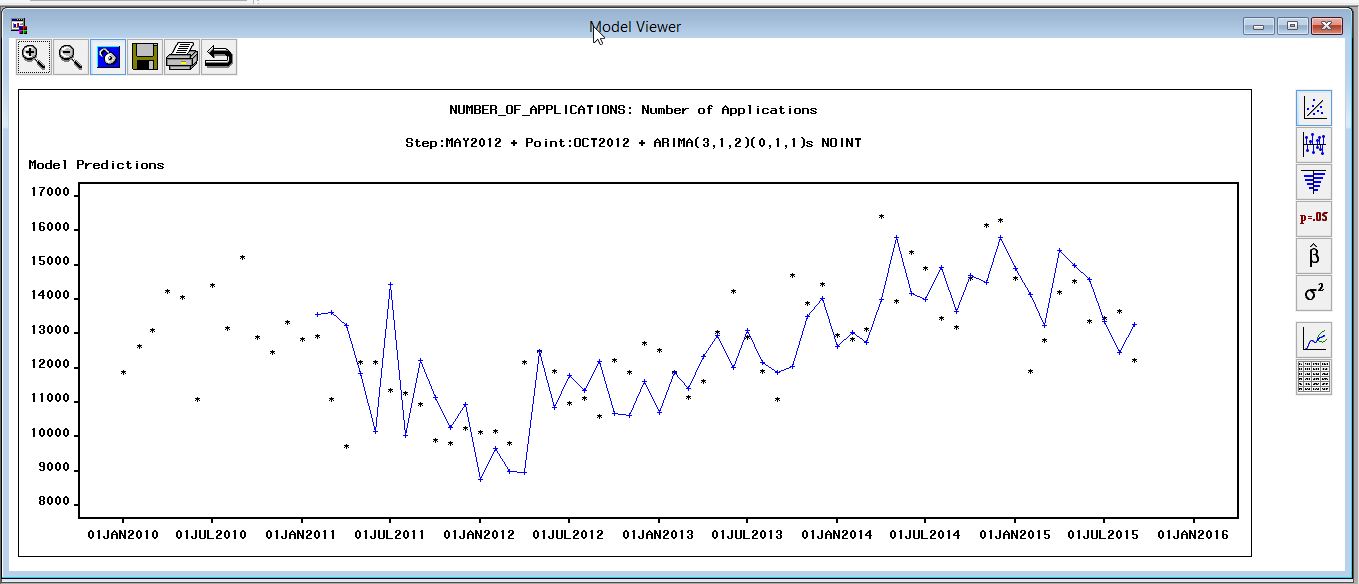 Model Viewer
NUMBER_OF_APPLICATIONS: Number of Applications
Step:MAY2012 + Point:OCT2012 + ARIMA(3,1,2)(0,1,1)s NOINT
Model Predictions
17000
16000
15000
14000
13000
12000
11000
10000
9000
8000
01JAN2010 01JUL2010 01JAN2011 01JUL2011 01JAN2012 01JUL2012 01JAN2013 01JUL2013 01JAN2014 01JUL2014 01JAN2015 01JUL2015 01JAN2016
p=.05
β̂
σ²